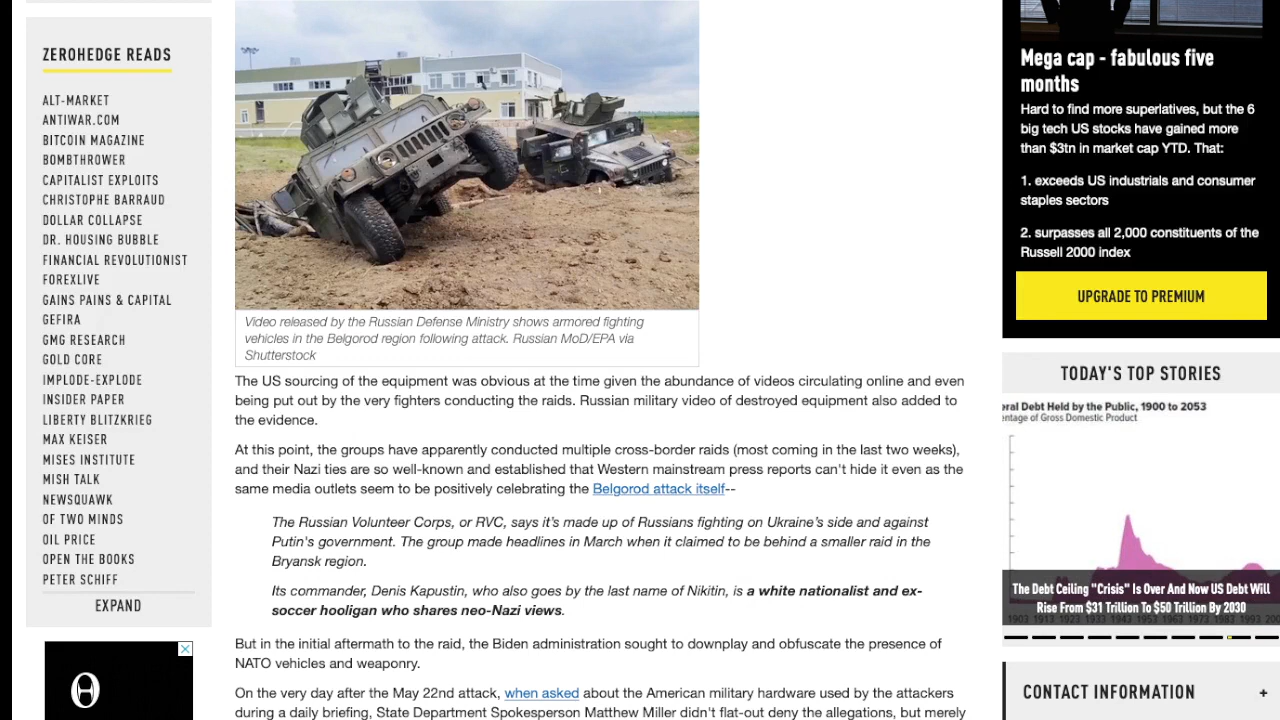 ZEROHEDGE READS
ALT-MARKET
ANTIWAR.COM
BITCOIN MAGAZINE
BOMBTHROWER
CAPITALIST EXPLOITS
CHRISTOPHE BARRAUD
DOLLAR COLLAPSE
DR. HOUSING BUBBLE
FINANCIAL REVOLUTIONIST
FOREXLIVE
GAINS PAINS & CAPITAL
GEFIRA
GMG RESEARCH
GOLD CORE
IMPLODE-EXPLODE
INSIDER PAPER
LIBERTY BLITZKRIEG
MAX KEISER
MISES INSTITUTE
MISH TALK
NEWSQUAWK
OF TWO MINDS
OIL PRICE
OPEN THE BOOKS
PETER SCHIFF
EXPAND
Video released by the Russian Defense Ministry shows armored fighting
vehicles in the Belgorod region following attack. Russian MoD/EPA via
Shutterstock
The US sourcing of the equipment was obvious at the time given the abundance of videos circulating online and even
being put out by the very fighters conducting the raids. Russian military video of destroyed equipment also added to
the evidence.
At this point, the groups have apparently conducted multiple cross-border raids (most coming in the last two weeks),
and their Nazi ties are so well-known and established that Western mainstream press reports can't hide it even as the
same media outlets seem to be positively celebrating the Belgorod attack itself--
The Russian Volunteer Corps, or RVC, says it's made up of Russians fighting on Ukraine's side and against
Putin's government. The group made headlines in March when it claimed to be behind a smaller raid in the
Bryansk region.
Its commander, Denis Kapustin, who also goes by the last name of Nikitin, is a white nationalist and ex-
soccer hooligan who shares neo-Nazi views.
But in the initial aftermath to the raid, the Biden administration sought to downplay and obfuscate the presence of
NATO vehicles and weaponry.
On the very day after the May 22nd attack, when asked about the American military hardware used by the attackers
during a daily briefing, State Department Spokesperson Matthew Miller didn't flat-out deny the allegations, but merely
Mega cap - fabulous five
months
Hard to find more superlatives, but the 6
big tech US stocks have gained more
than $3tn in market cap YTD. That:
1. exceeds US industrials and consumer
staples sectors
2. surpasses all 2,000 constituents of the
Russell 2000 index
UPGRADE TO PREMIUM
TODAY'S TOP STORIES
eral Debt Held by the Public, 1900 to 2053
entage of Gross Domestic Product
The Debt Ceiling "Crisis" Is Over And Now US Debt Will
Rise From $31 Trillion To $50 Trillion By 2030
1903 1913 1923 1933 1943 1953 1963 1973 1983 1993 200
CONTACT INFORMATION +